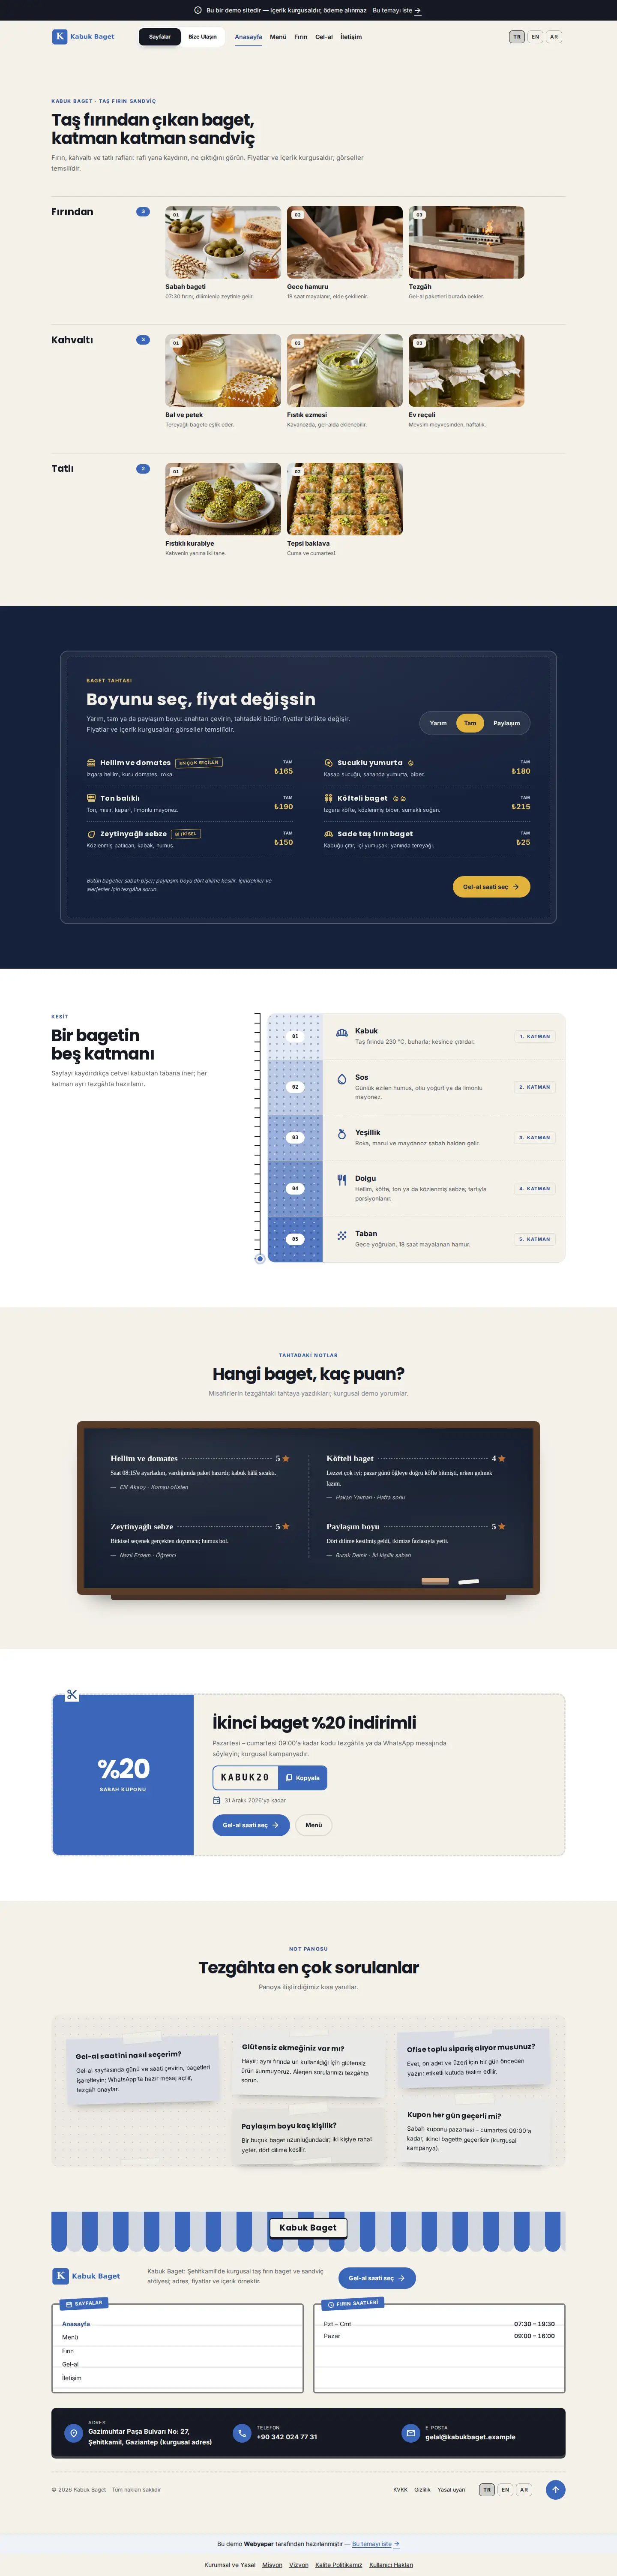 Bu bir demo sitedir — içerik kurgusaldır, ödeme alınmaz Bu temayı iste →
K Kabuk Baget Sayfalar Bize Ulaşın Anasayfa Menü Fırın Gel-al İletişim TR EN AR
KABUK BAGET · TAŞ FIRIN SANDVİÇ
Taş fırından çıkan baget,
katman katman sandviç
Fırın, kahvaltı ve tatlı rafları: rafı yana kaydırın, ne çıktığını görün. Fiyatlar ve içerik kurgusaldır; görseller
temsilîdir.
Fırından 3
01 02 03
Sabah bageti Gece hamuru Tezgâh
07:30 fırını, dilimlenip zeytinle gelir. 18 saat mayalanır, elde şekillenir. Gel-al paketleri burada bekler.
Kahvaltı 3
01 02 03
Bal ve petek Fıstık ezmesi Ev reçeli
Tereyağlı bagete eşlik eder. Kavanozda, gel-alda eklenebilir. Mevsim meyvesinden, haftalık.
Tatlı 2
01 02
Fıstıklı kurabiye Tepsi baklava
Kahvenin yanına iki tane. Cuma ve cumartesi.
BAGET TAHTASI
Boyunu seç, fiyat değişsin
Yarım, tam ya da paylaşım boyu: anahtarı çevirin, tahtadaki bütün fiyatlar birlikte değişir.
Fiyatlar ve içerik kurgusaldır; görseller temsilîdir.
Yarım Tam Paylaşım
Hellim ve domates EN ÇOK SEÇİLEN TAM
Izgara hellim, kuru domates, roka. ₺165
Sucuklu yumurta TAM
Kasap sucuğu, sahanda yumurta, biber. ₺180
Ton balıklı TAM
Ton, mısır, kapari, limonlu mayonez. ₺190
Köfteli baget TAM
Izgara köfte, közlenmiş biber, sumaklı soğan. ₺215
Zeytinyağlı sebze BİTKİSEL TAM
Közlenmiş patlıcan, kabak, humus. ₺150
Sade taş fırın baget TAM
Kabuğu çıtır, içi yumuşak; yanında tereyağı. ₺25
Bütün bagetler sabah pişer; paylaşım boyu dört dilime kesilir. İçindekiler ve
alerjenler için tezgâha sorun.
Gel-al saati seç →
KESİT
Bir bagetin
beş katmanı
Sayfayı kaydırdıkça cetvel kabuktan tabana iner; her
katman ayrı tezgâhta hazırlanır.
01 Kabuk 1. KATMAN
Taş fırında 230 °C, buharla; kesince çıtırdar.
02 Sos 2. KATMAN
Günlük ezilen humus, otlu yoğurt ya da limonlu
mayonez.
03 Yeşillik 3. KATMAN
Roka, marul ve maydanoz sabah halden gelir.
04 Dolgu 4. KATMAN
Hellim, köfte, ton ya da közlenmiş sebze; tartıyla
porsiyonlanır.
05 Taban 5. KATMAN
Gece yoğrulan, 18 saat mayalanan hamur.
TAHTADAKİ NOTLAR
Hangi baget, kaç puan?
Misafirlerin tezgâhtaki tahtaya yazdıkları; kurgusal demo yorumlar.
Hellim ve domates 5
Saat 08:15'e ayarladım, vardığımda paket hazırdı; kabuk hâlâ sıcaktı.
— Elif Aksoy · Komşu ofisten
Köfteli baget 4
Lezzet çok iyi; pazar günü öğleye doğru köfte bitmişti, erken gelmek
lazım.
— Hakan Yalman · Hafta sonu
Zeytinyağlı sebze 5
Bitkisel seçenek gerçekten doyurucu; humus bol.
— Nazlı Erdem · Öğrenci
Paylaşım boyu 5
Dört dilime kesilmiş geldi, ikimize fazlasıyla yetti.
— Burak Demir · İki kişilik sabah
%20
SABAH KUPONU
İkinci baget %20 indirimli
Pazartesi – cumartesi 09:00'a kadar kodu tezgâhta ya da WhatsApp mesajında
söyleyin; kurgusal kampanyadır.
KABUK20 Kopyala
31 Aralık 2026'ya kadar
Gel-al saati seç → Menü
NOT PANOSU
Tezgâhta en çok sorulanlar
Panoya iliştirdiğimiz kısa yanıtlar.
Gel-al saatini nasıl seçerim?
Gel-al sayfasında günü ve saati çevirin, bagetleri
işaretleyin; WhatsApp'ta hazır mesaj açılır,
tezgâh onaylar.
Glütensiz ekmeğiniz var mı?
Hayır; aynı fırında un kullanıldığı için glütensiz
ürün sunmuyoruz. Alerjen sorularınızı tezgâhta
sorun.
Ofise toplu sipariş alıyor musunuz?
Evet, on adet ve üzeri için bir gün önceden
yazın; etiketli kutuda teslim edilir.
Paylaşım boyu kaç kişilik?
Bir buçuk baget uzunluğundadır; iki kişiye rahat
yeter, dört dilime kesilir.
Kupon her gün geçerli mi?
Sabah kuponu pazartesi – cumartesi 09:00'a
kadar, ikinci bagette geçerlidir (kurgusal
kampanya).
Kabuk Baget
K Kabuk Baget
Kabuk Baget: Şehitkamil'de kurgusal taş fırın baget ve sandviç
atölyesi; adres, fiyatlar ve içerik örnektir.
Gel-al saati seç →
SAYFALAR
Anasayfa
Menü
Fırın
Gel-al
İletişim
FIRIN SAATLERİ
Pzt – Cmt 07:30 – 19:30
Pazar 09:00 – 16:00
ADRES
Gazimuhtar Paşa Bulvarı No: 27,
Şehitkamil, Gaziantep (kurgusal adres)
TELEFON
+90 342 024 77 31
E-POSTA
gelal@kabukbaget.example
© 2026 Kabuk Baget Tüm hakları saklıdır KVKK Gizlilik Yasal uyarı TR EN AR
Bu demo Webyapar tarafından hazırlanmıştır — Bu temayı iste →
Kurumsal ve Yasal Misyon Vizyon Kalite Politikamız Kullanıcı Hakları